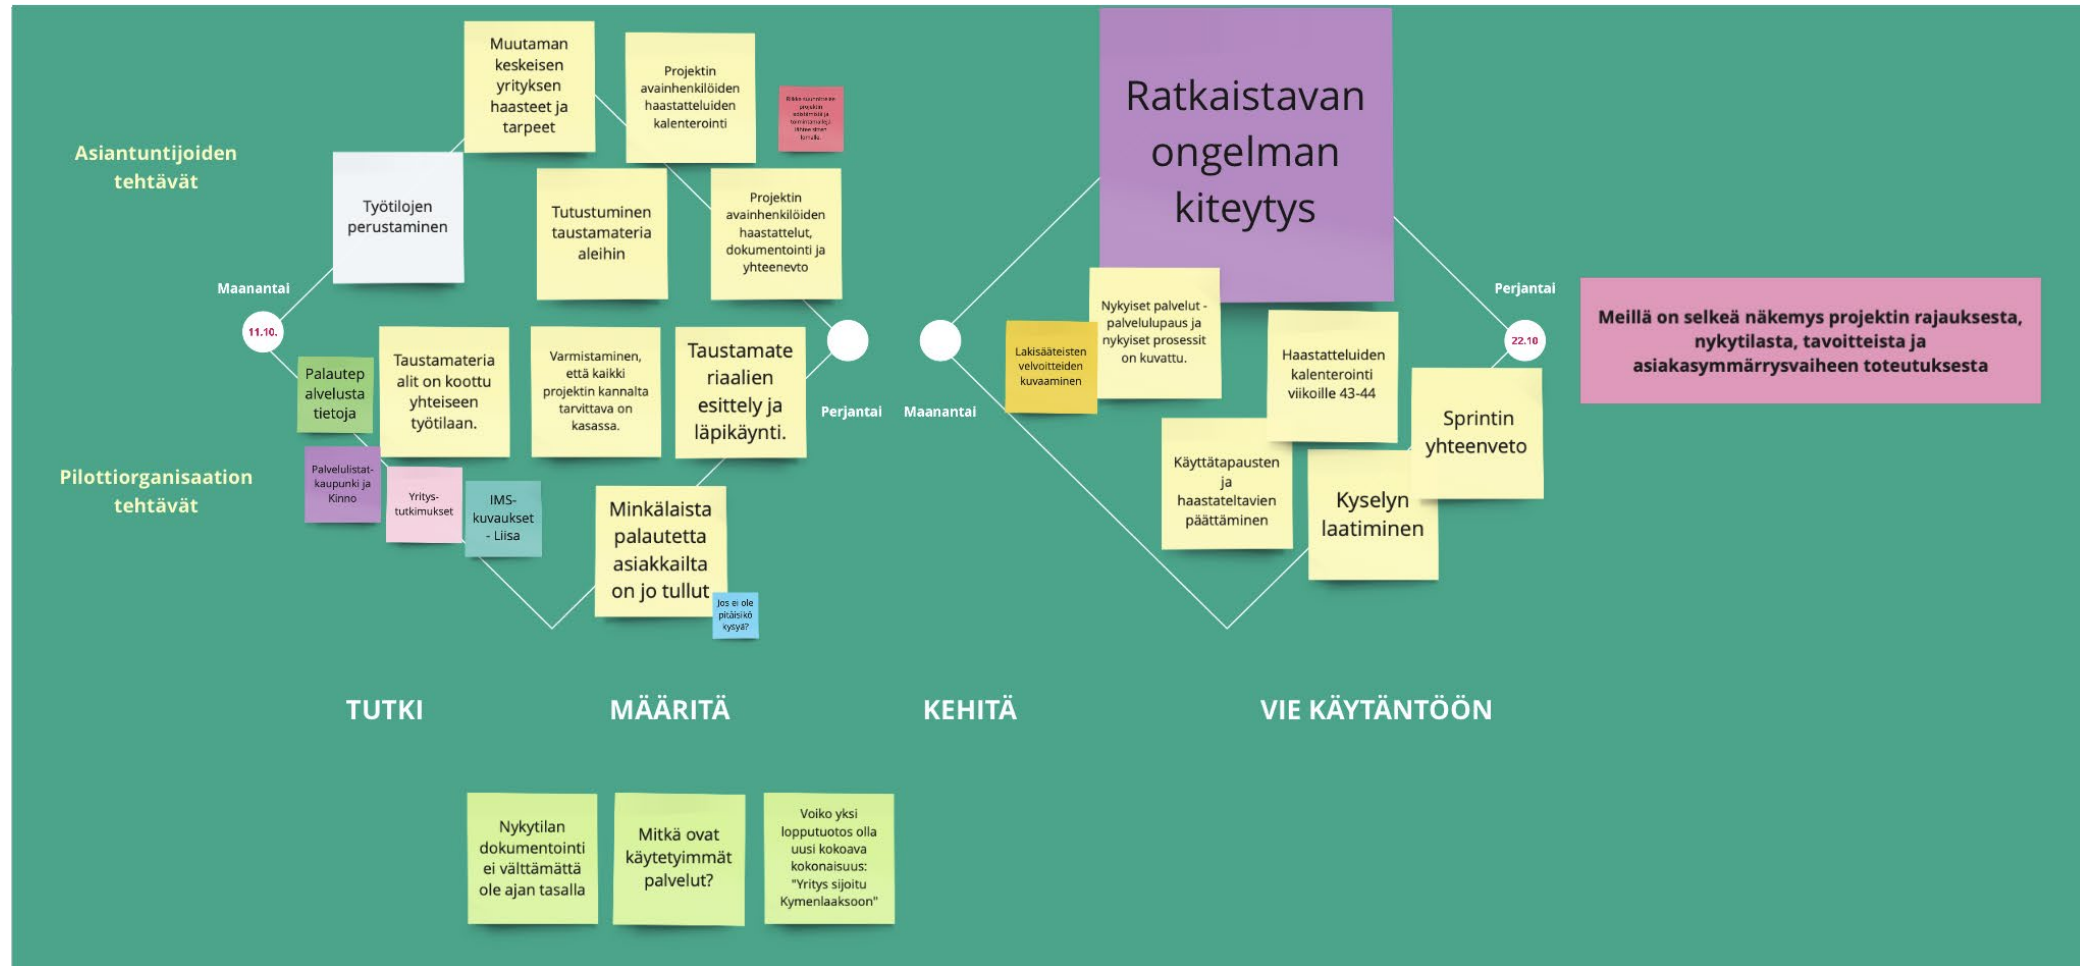 Muutaman
keskeisen
yrityksen
haasteet ja
tarpeet
Projektin
avainhenkilöiden
haastatteluiden
kalenterointi
projektin
Ratkaistavan
ongelman
kiteytys
Asiantuntijoiden
tehtävät
Työtilojen
perustaminen
Tutustuminen
taustamateria
aleihin
Projektin
avainhenkilöiden
haastattelut,
dokumentointi ja
yhteenevto
Maanantai
11.10.
Palautep
alvelusta
tietoja
Taustamateria
alit on koottu
yhteiseen
työtilaan.
Varmistaminen,
että kaikki
projektin kannalta
tarvittava on
kasassa.
Taustamate
riaalien
esittely ja
läpikäynti.
Perjantai
Maanantai
Lakisääteisten
velvoitteiden
kuvaaminen
Nykyiset palvelut -
palvelulupaus ja
nykyiset prosessit
on kuvattu.
Haastatteluiden
kalenterointi
viikoille 43-44
Perjantai
22.10
Meillä on selkeä näkemys projektin rajauksesta,
nykytilasta, tavoitteista ja
asiakasymmärrysvaiheen toteutuksesta
Sprintin
yhteenveto
Pilottiorganisaation
tehtävät
Palvelulistat-
kaupunki ja
Kinno
Yritys-
tutkimukset
IMS-
kuvaukset
- Liisa
Minkälaista
palautetta
asiakkailta
on jo tullut
Jos ei ole
pitäisikö
kysyä?
Käyttätapausten
ja
haastateltavien
päättäminen
Kyselyn
laatiminen
TUTKI
MÄÄRITÄ
KEHITÄ
VIE KÄYTÄNTÖÖN
Nykytilan
dokumentointi
ei välttämättä
ole ajan tasalla
Mitkä ovat
käytetyimmät
palvelut?
Voiko yksi
lopputuotos olla
uusi kokoava
kokonaisuus:
"Yritys sijoitu
Kymenlaaksoon"